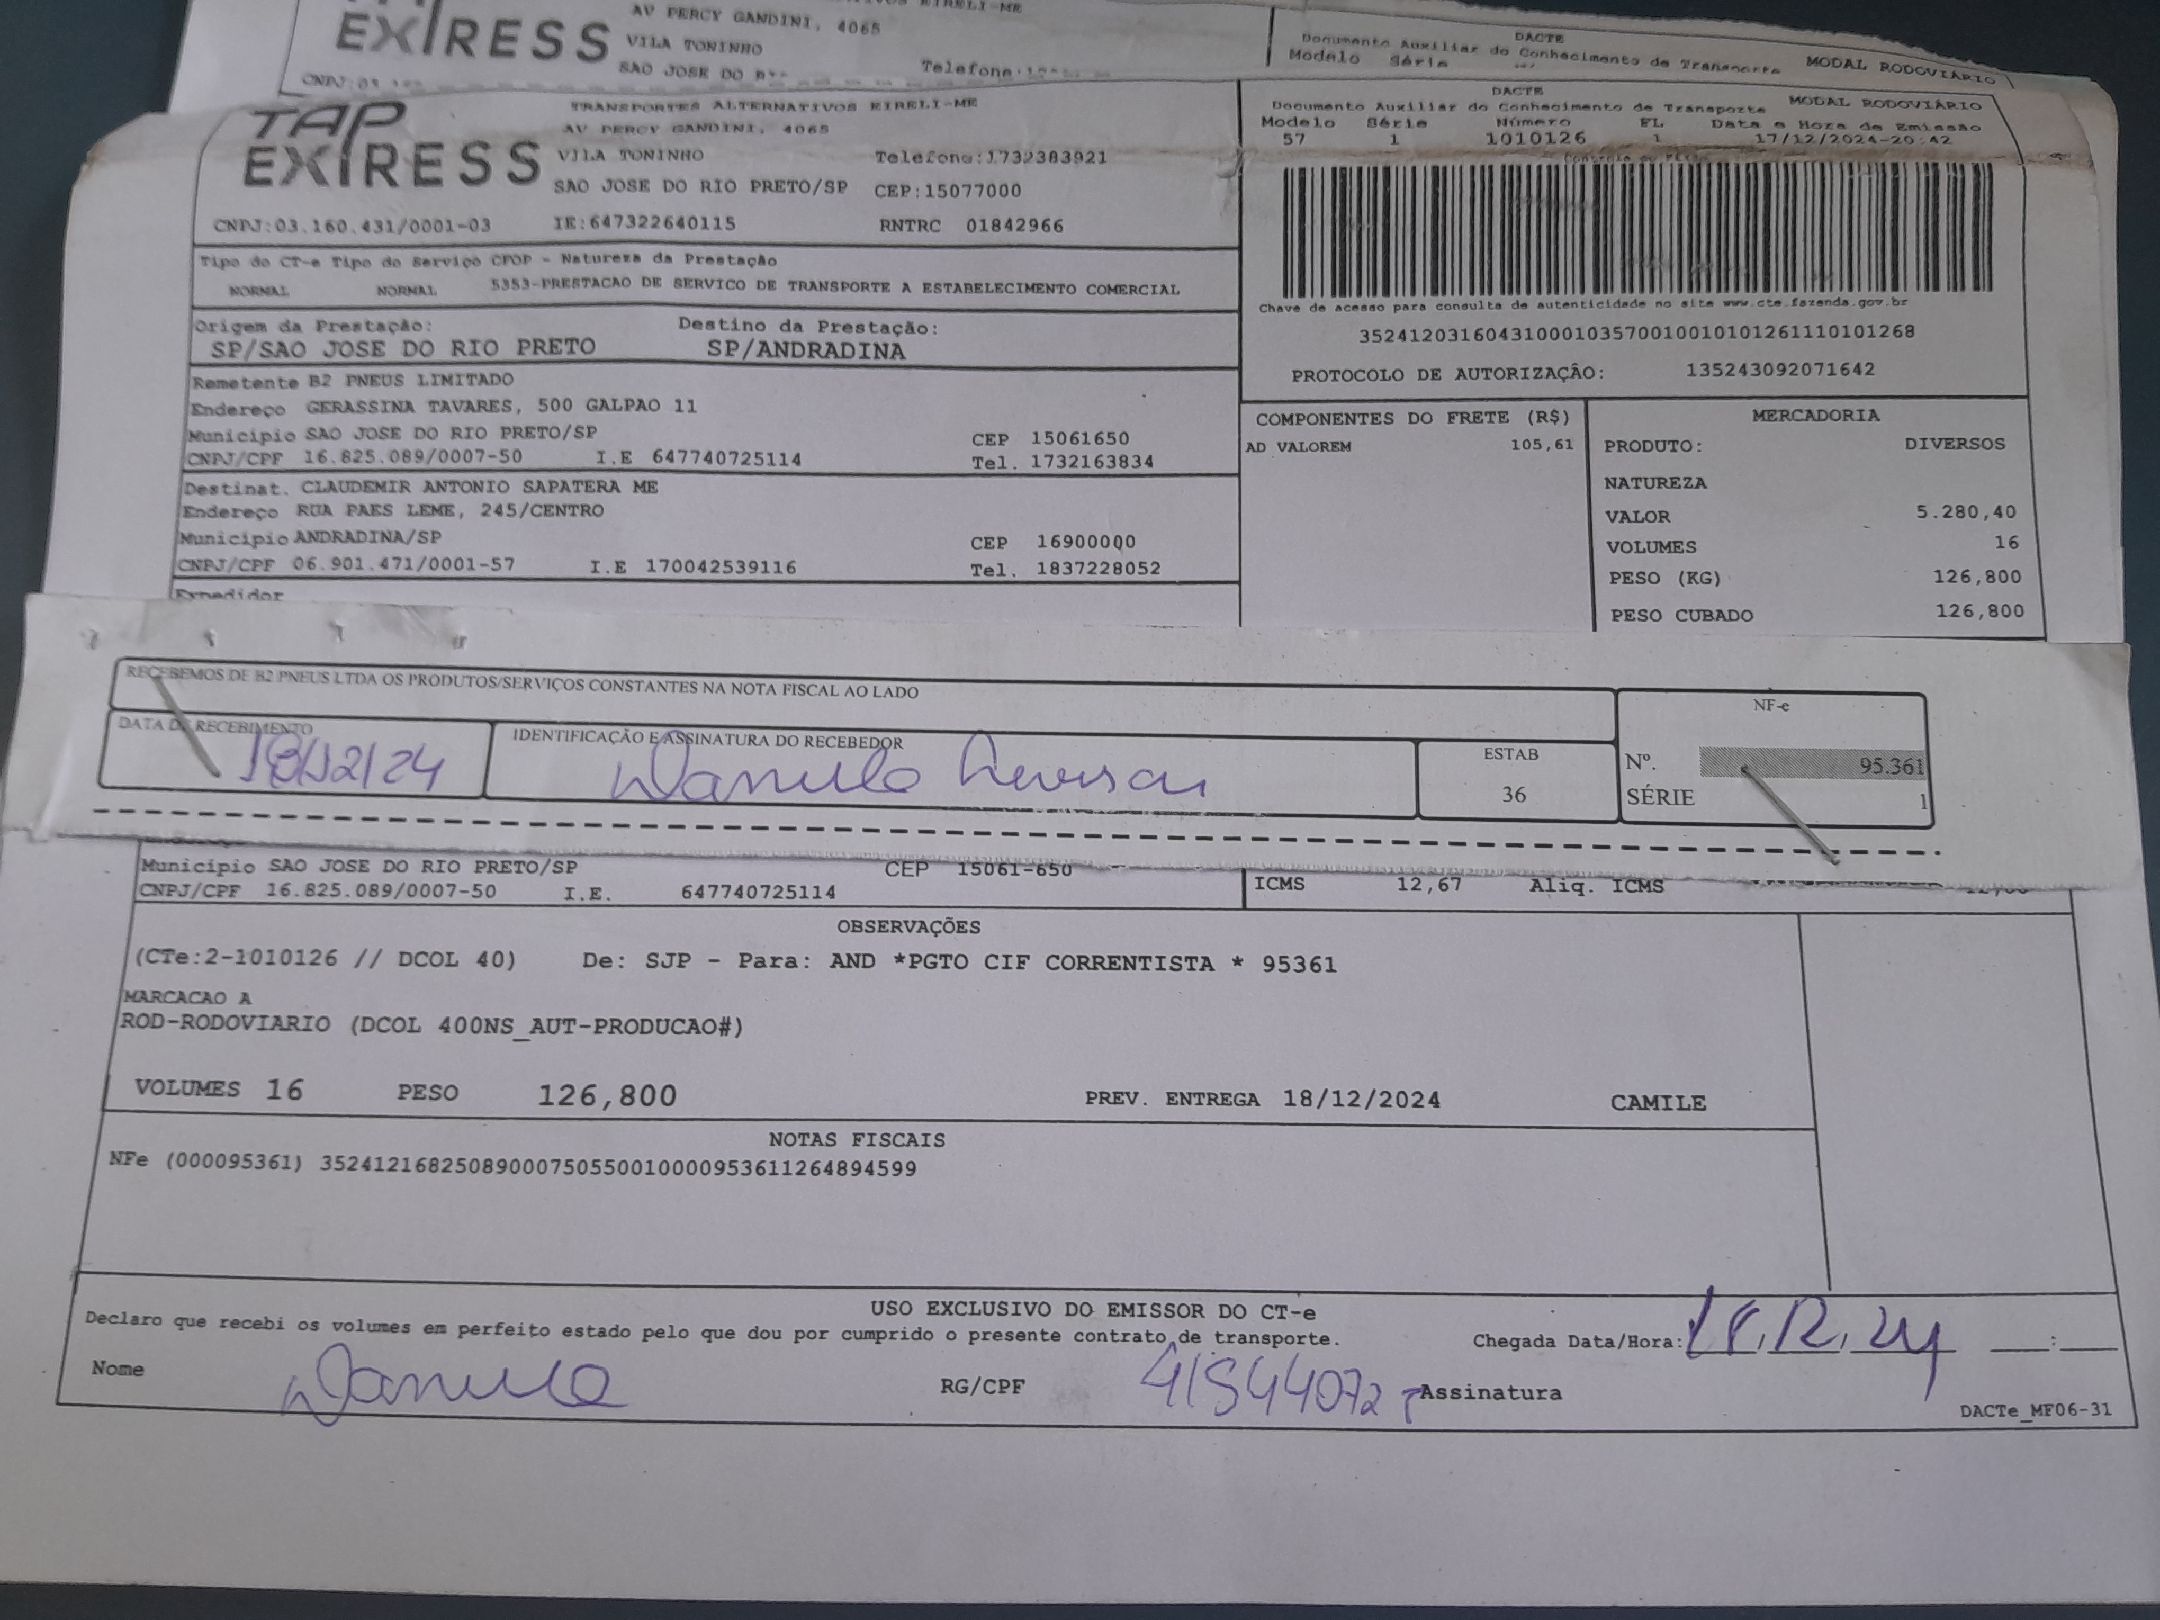 EXPRESS
AV PERCY GANDINI, 4065
VILA TONINHO
SAO JOSE DO
Telefone:
CNPJ:
DACTE
Documento Auxiliar do Conhecimento de Transporte MODAL RODOVIÁRIO
Modelo Série
TAP
EXPRESS
TRANSPORTES ALTERNATIVOS EIRELI-ME
AV PERCY GANDINI, 4065
VILA TONINHO Telefone:1732383921
SAO JOSE DO RIO PRETO/SP CEP:15077000
CNPJ:03.160.431/0001-03 IE:647322640115 RNTRC 01842966
DACTE
Documento Auxiliar do Conhecimento de Transporte MODAL RODOVIÁRIO
Modelo Série Número FL Data e Hora de Emissão
57 1 1010126 1 17/12/2024-20:42
Chave de acesso para consulta de autenticidade no site www.cte.fazenda.gov.br
35241203160431000103570010010101261110101268
PROTOCOLO DE AUTORIZAÇÃO: 135243092071642
Tipo do CT-e Tipo do Serviço CFOP - Natureza da Prestação
NORMAL NORMAL 5353-PRESTACAO DE SERVICO DE TRANSPORTE A ESTABELECIMENTO COMERCIAL
Origem da Prestação: Destino da Prestação:
SP/SAO JOSE DO RIO PRETO SP/ANDRADINA
Remetente B2 PNEUS LIMITADO
Endereço GERASSINA TAVARES, 500 GALPAO 11
Município SAO JOSE DO RIO PRETO/SP CEP 15061650
CNPJ/CPF 16.825.089/0007-50 I.E 647740725114 Tel. 1732163834
Destinat. CLAUDEMIR ANTONIO SAPATERA ME
Endereço RUA PAES LEME, 245/CENTRO
Município ANDRADINA/SP CEP 16900000
CNPJ/CPF 06.901.471/0001-57 I.E 170042539116 Tel. 1837228052
Expedidor
COMPONENTES DO FRETE (R$)
AD VALOREM 105,61
MERCADORIA
PRODUTO: DIVERSOS
NATUREZA
VALOR 5.280,40
VOLUMES 16
PESO (KG) 126,800
PESO CUBADO 126,800
RECEBEMOS DE B2 PNEUS LTDA OS PRODUTOS/SERVIÇOS CONSTANTES NA NOTA FISCAL AO LADO
DATA DE RECEBIMENTO
18/12/24
IDENTIFICAÇÃO E ASSINATURA DO RECEBEDOR
Danilo
ESTAB
36
NF-e
Nº. 95.361
SÉRIE 1
Município SAO JOSE DO RIO PRETO/SP CEP 15061-650
CNPJ/CPF 16.825.089/0007-50 I.E. 647740725114
ICMS 12,67 Aliq. ICMS
OBSERVAÇÕES
(CTe:2-1010126 // DCOL 40) De: SJP - Para: AND *PGTO CIF CORRENTISTA * 95361
MARCACAO A
ROD-RODOVIARIO (DCOL 400NS_AUT-PRODUCAO#)
VOLUMES 16 PESO 126,800 PREV. ENTREGA 18/12/2024 CAMILE
NOTAS FISCAIS
NFe (000095361) 35241216825089000750550010000953611264894599
USO EXCLUSIVO DO EMISSOR DO CT-e
Declaro que recebi os volumes em perfeito estado pelo que dou por cumprido o presente contrato de transporte. Chegada Data/Hora: 18.12.24 :
Nome Danilo RG/CPF 41544072 Assinatura
DACTe_MF06-31